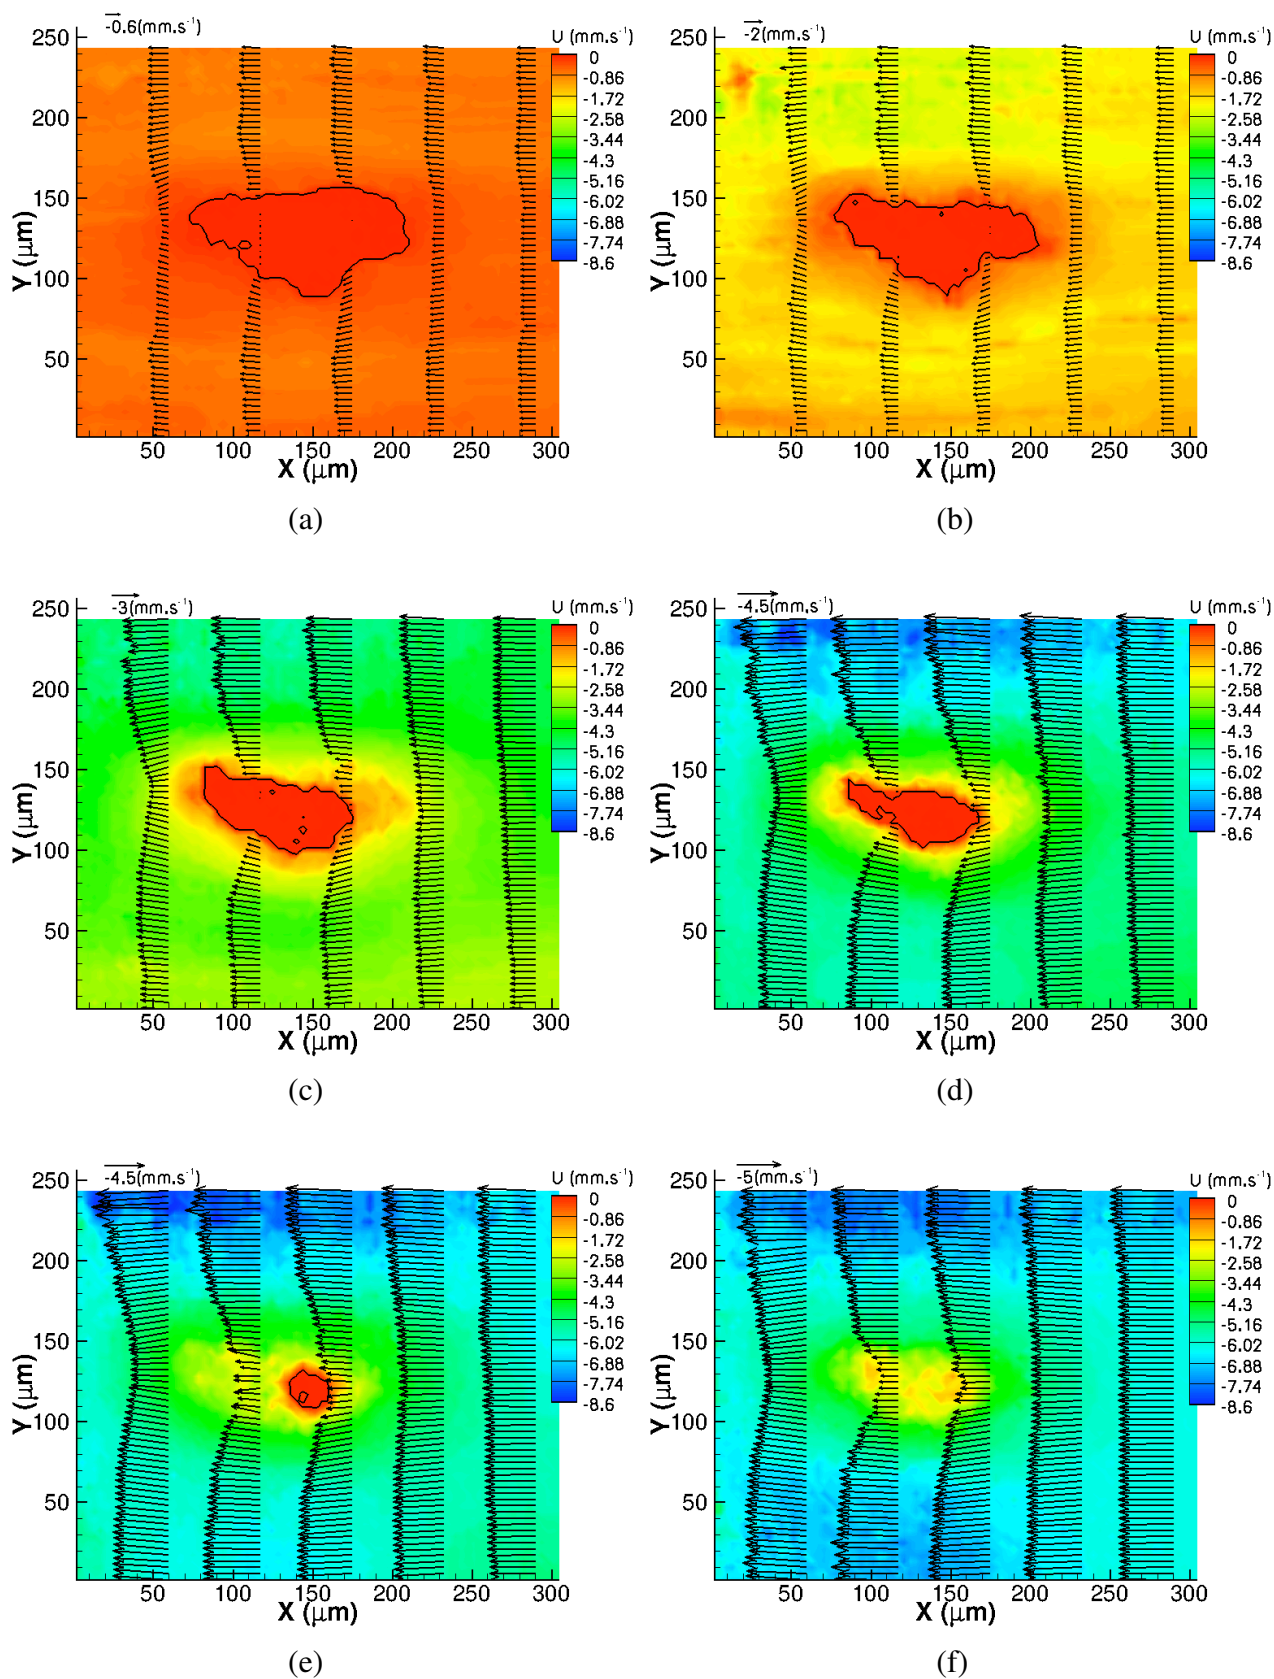 -0.6(mm.s⁻¹)
U (mm.s⁻¹)
0
-0.86
-1.72
-2.58
-3.44
-4.3
-5.16
-6.02
-6.88
-7.74
-8.6
250
200
150
100
50
Y (μm)
50 100 150 200 250 300
X (μm)
(a)
-2(mm.s⁻¹)
U (mm.s⁻¹)
0
-0.86
-1.72
-2.58
-3.44
-4.3
-5.16
-6.02
-6.88
-7.74
-8.6
250
200
150
100
50
Y (μm)
50 100 150 200 250 300
X (μm)
(b)
-3(mm.s⁻¹)
U (mm.s⁻¹)
0
-0.86
-1.72
-2.58
-3.44
-4.3
-5.16
-6.02
-6.88
-7.74
-8.6
250
200
150
100
50
Y (μm)
50 100 150 200 250 300
X (μm)
(c)
-4.5(mm.s⁻¹)
U (mm.s⁻¹)
0
-0.86
-1.72
-2.58
-3.44
-4.3
-5.16
-6.02
-6.88
-7.74
-8.6
250
200
150
100
50
Y (μm)
50 100 150 200 250 300
X (μm)
(d)
-4.5(mm.s⁻¹)
U (mm.s⁻¹)
0
-0.86
-1.72
-2.58
-3.44
-4.3
-5.16
-6.02
-6.88
-7.74
-8.6
250
200
150
100
50
Y (μm)
50 100 150 200 250 300
X (μm)
(e)
-5(mm.s⁻¹)
U (mm.s⁻¹)
0
-0.86
-1.72
-2.58
-3.44
-4.3
-5.16
-6.02
-6.88
-7.74
-8.6
250
200
150
100
50
Y (μm)
50 100 150 200 250 300
X (μm)
(f)